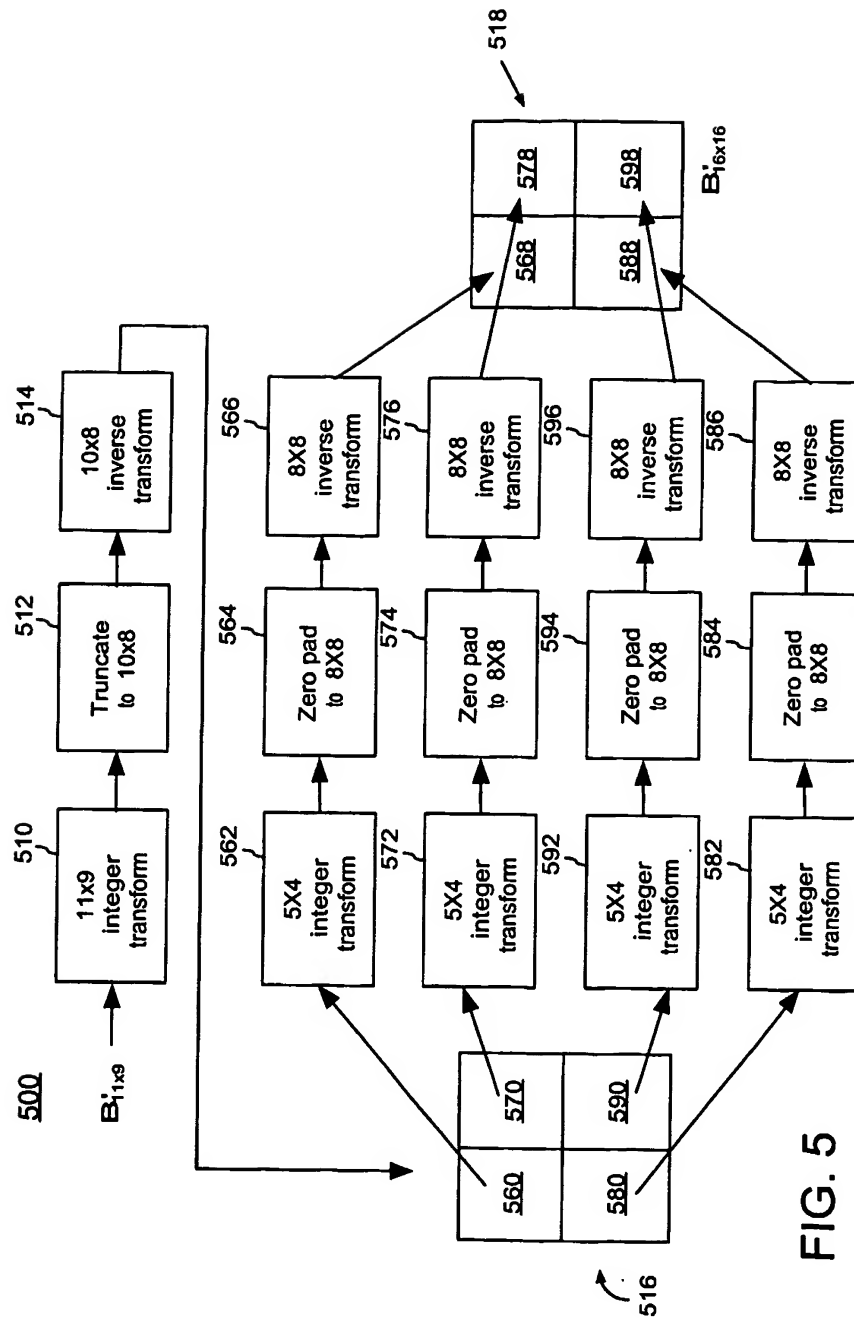 500
B'11x9
510
11x9
integer
transform
512
Truncate
to 10x8
514
10x8
inverse
transform
516
560
570
580
590
562
5X4
integer
transform
564
Zero pad
to 8X8
566
8X8
inverse
transform
572
5X4
integer
transform
574
Zero pad
to 8X8
576
8X8
inverse
transform
592
5X4
integer
transform
594
Zero pad
to 8X8
596
8X8
inverse
transform
582
5X4
integer
transform
584
Zero pad
to 8X8
586
8X8
inverse
transform
518
568
578
588
598
B'16x16
FIG. 5